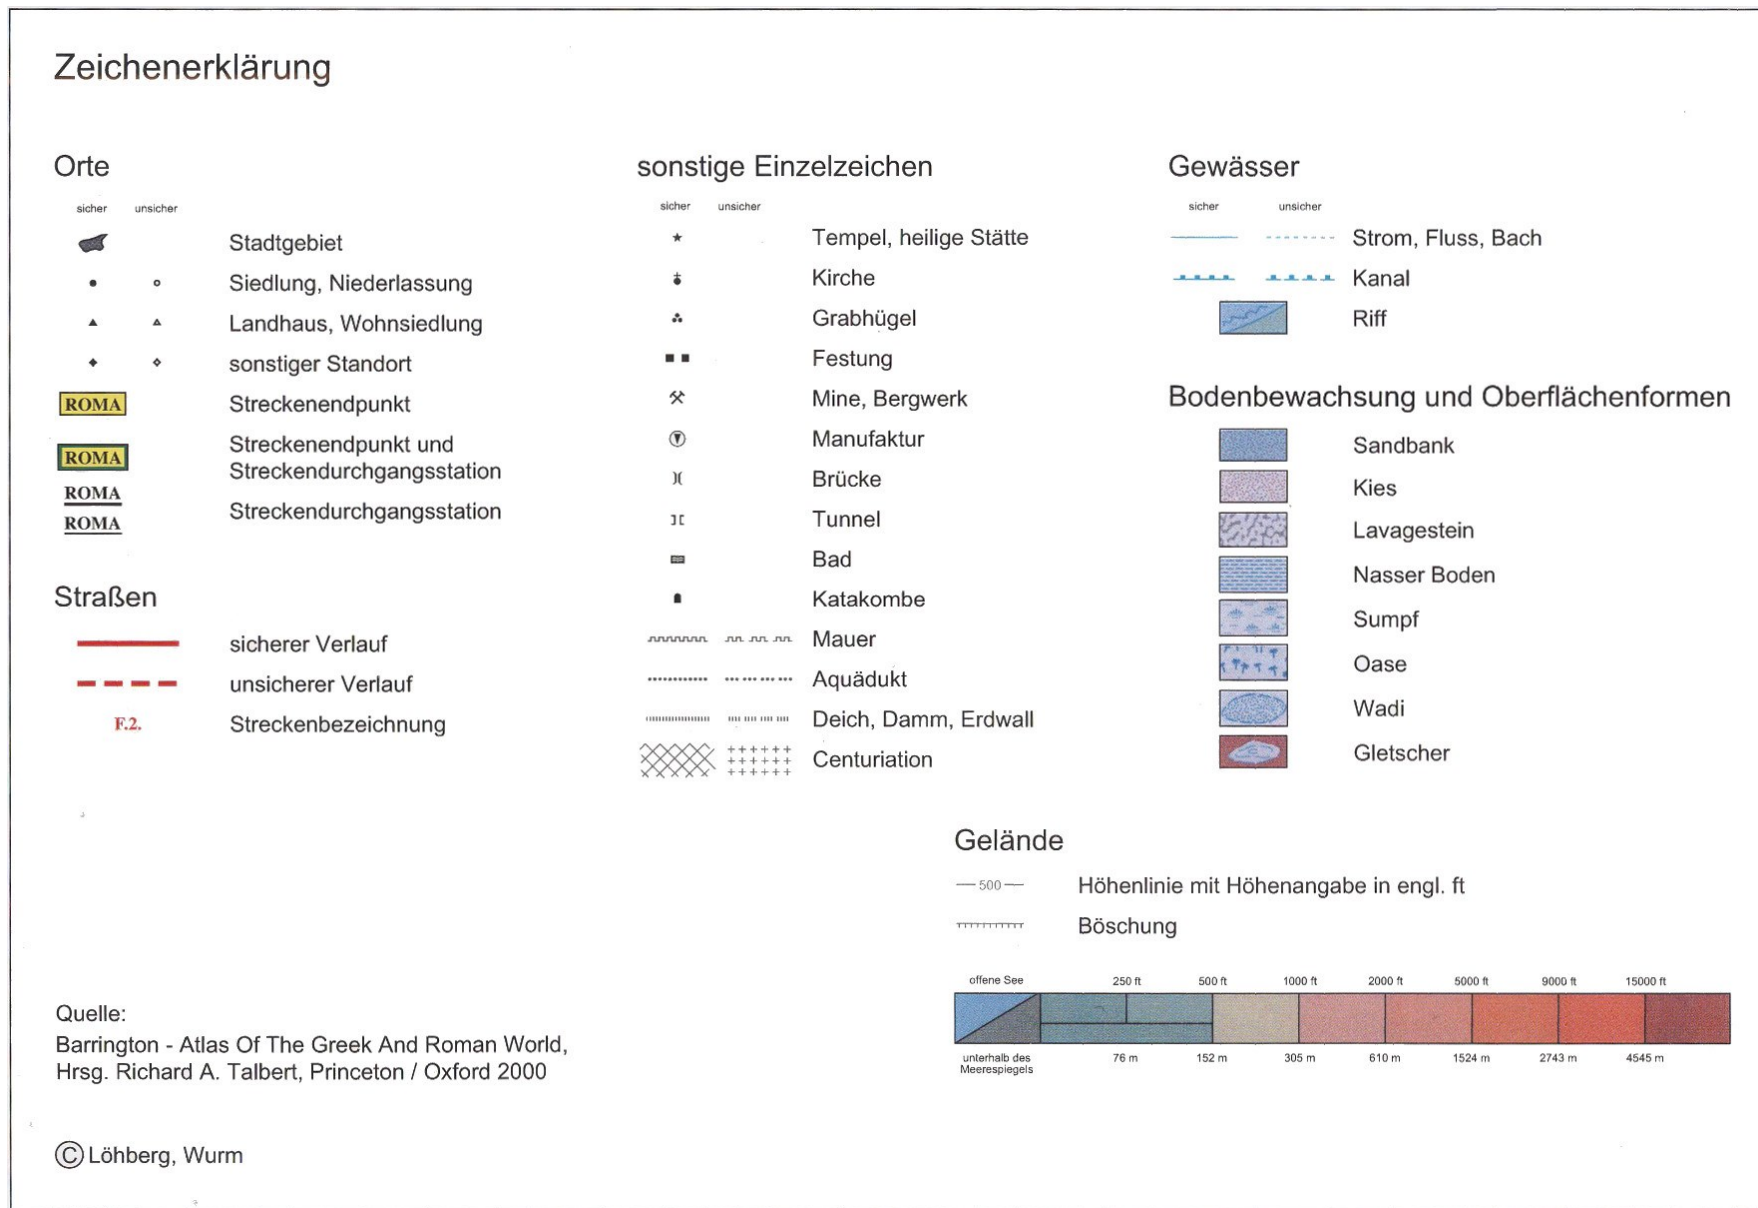 Zeichenerklärung
Orte
sicher unsicher
Stadtgebiet
Siedlung, Niederlassung
Landhaus, Wohnsiedlung
sonstiger Standort
ROMA Streckenendpunkt
ROMA Streckenendpunkt und
Streckendurchgangsstation
ROMA
ROMA
Streckendurchgangsstation
Straßen
sicherer Verlauf
unsicherer Verlauf
F.2. Streckenbezeichnung
sonstige Einzelzeichen
sicher unsicher
Tempel, heilige Stätte
Kirche
Grabhügel
Festung
Mine, Bergwerk
Manufaktur
Brücke
Tunnel
Bad
Katakombe
Mauer
Aquädukt
Deich, Damm, Erdwall
Centuriation
Gewässer
sicher unsicher
Strom, Fluss, Bach
Kanal
Riff
Bodenbewachsung und Oberflächenformen
Sandbank
Kies
Lavagestein
Nasser Boden
Sumpf
Oase
Wadi
Gletscher
Gelände
500 Höhenlinie mit Höhenangabe in engl. ft
Böschung
offene See 250 ft 500 ft 1000 ft 2000 ft 5000 ft 9000 ft 15000 ft
unterhalb des 76 m 152 m 305 m 610 m 1524 m 2743 m 4545 m
Meerespiegels
Quelle:
Barrington - Atlas Of The Greek And Roman World,
Hrsg. Richard A. Talbert, Princeton / Oxford 2000
© Löhberg, Wurm